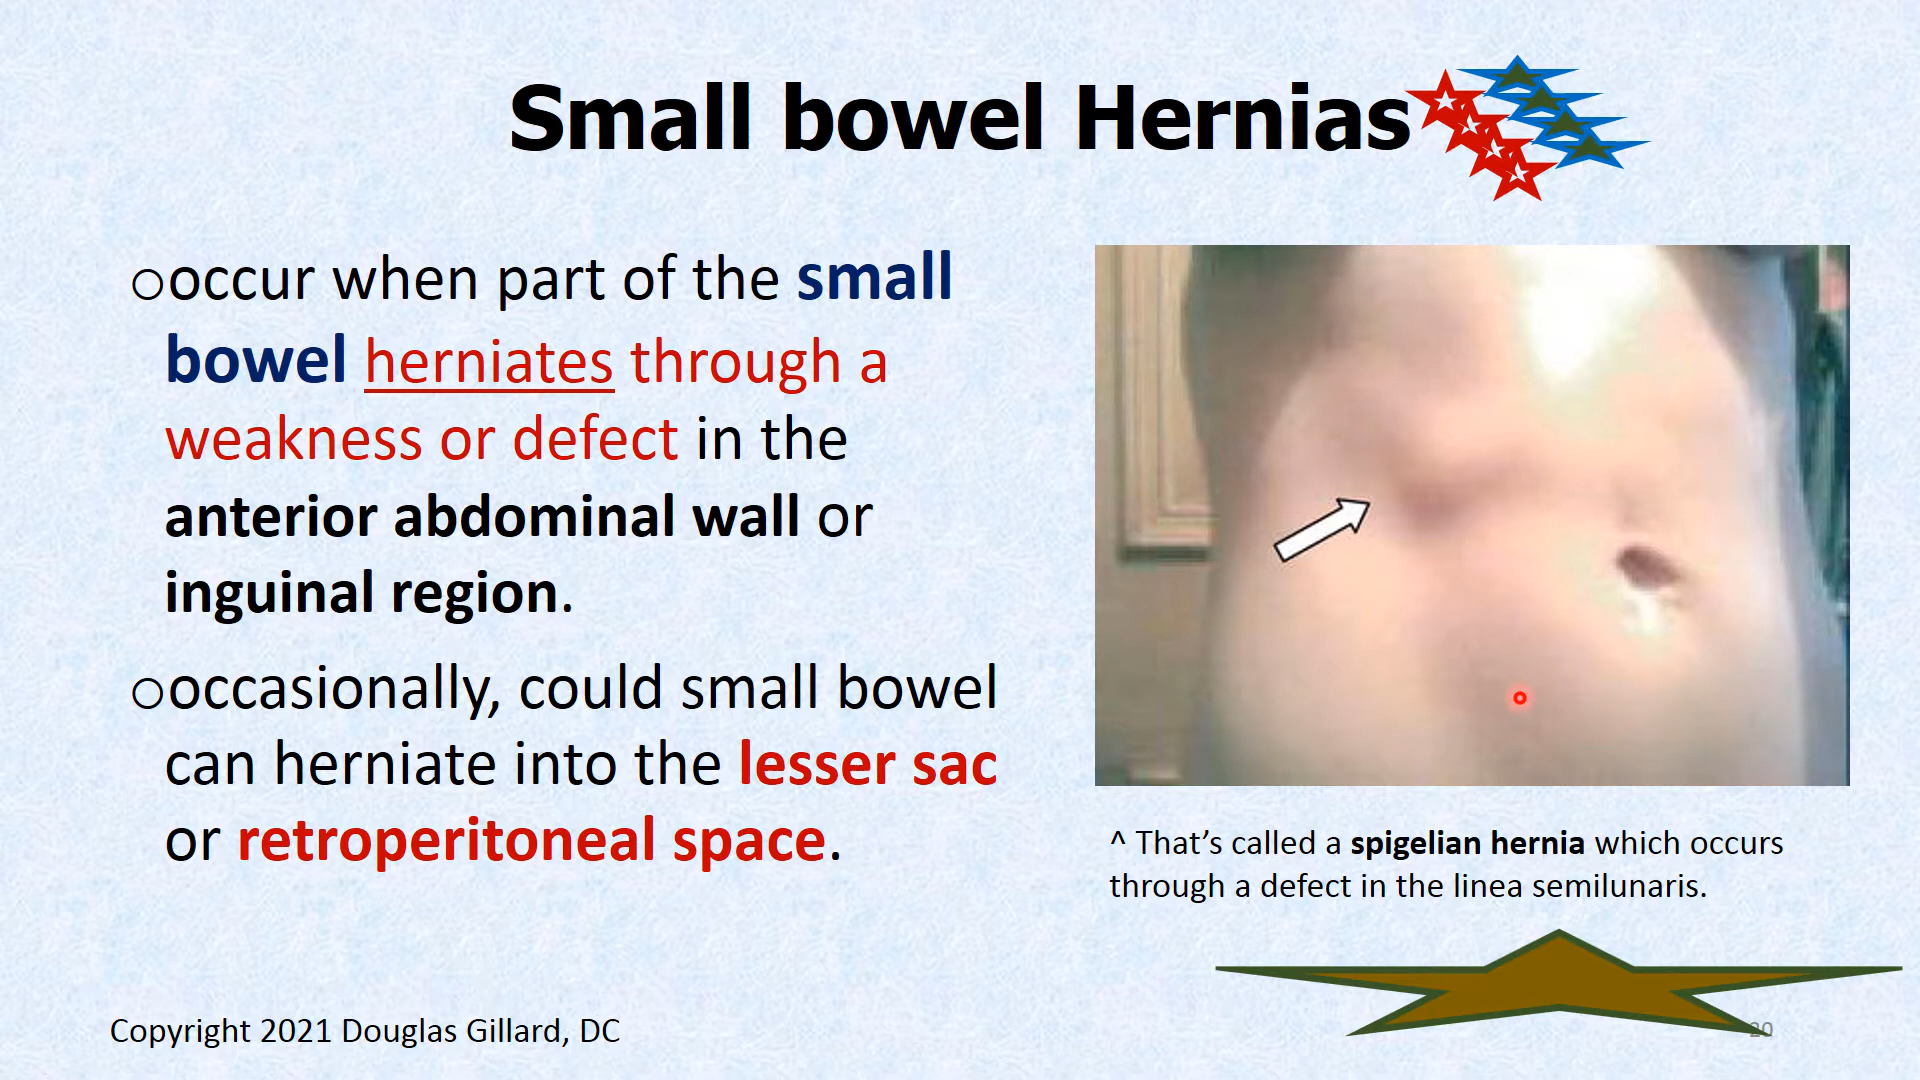 Small bowel Hernias
○occur when part of the small
bowel herniates through a
weakness or defect in the
anterior abdominal wall or
inguinal region.
○occasionally, could small bowel
can herniate into the lesser sac
or retroperitoneal space.
^ That’s called a spigelian hernia which occurs
through a defect in the linea semilunaris.
Copyright 2021 Douglas Gillard, DC
20